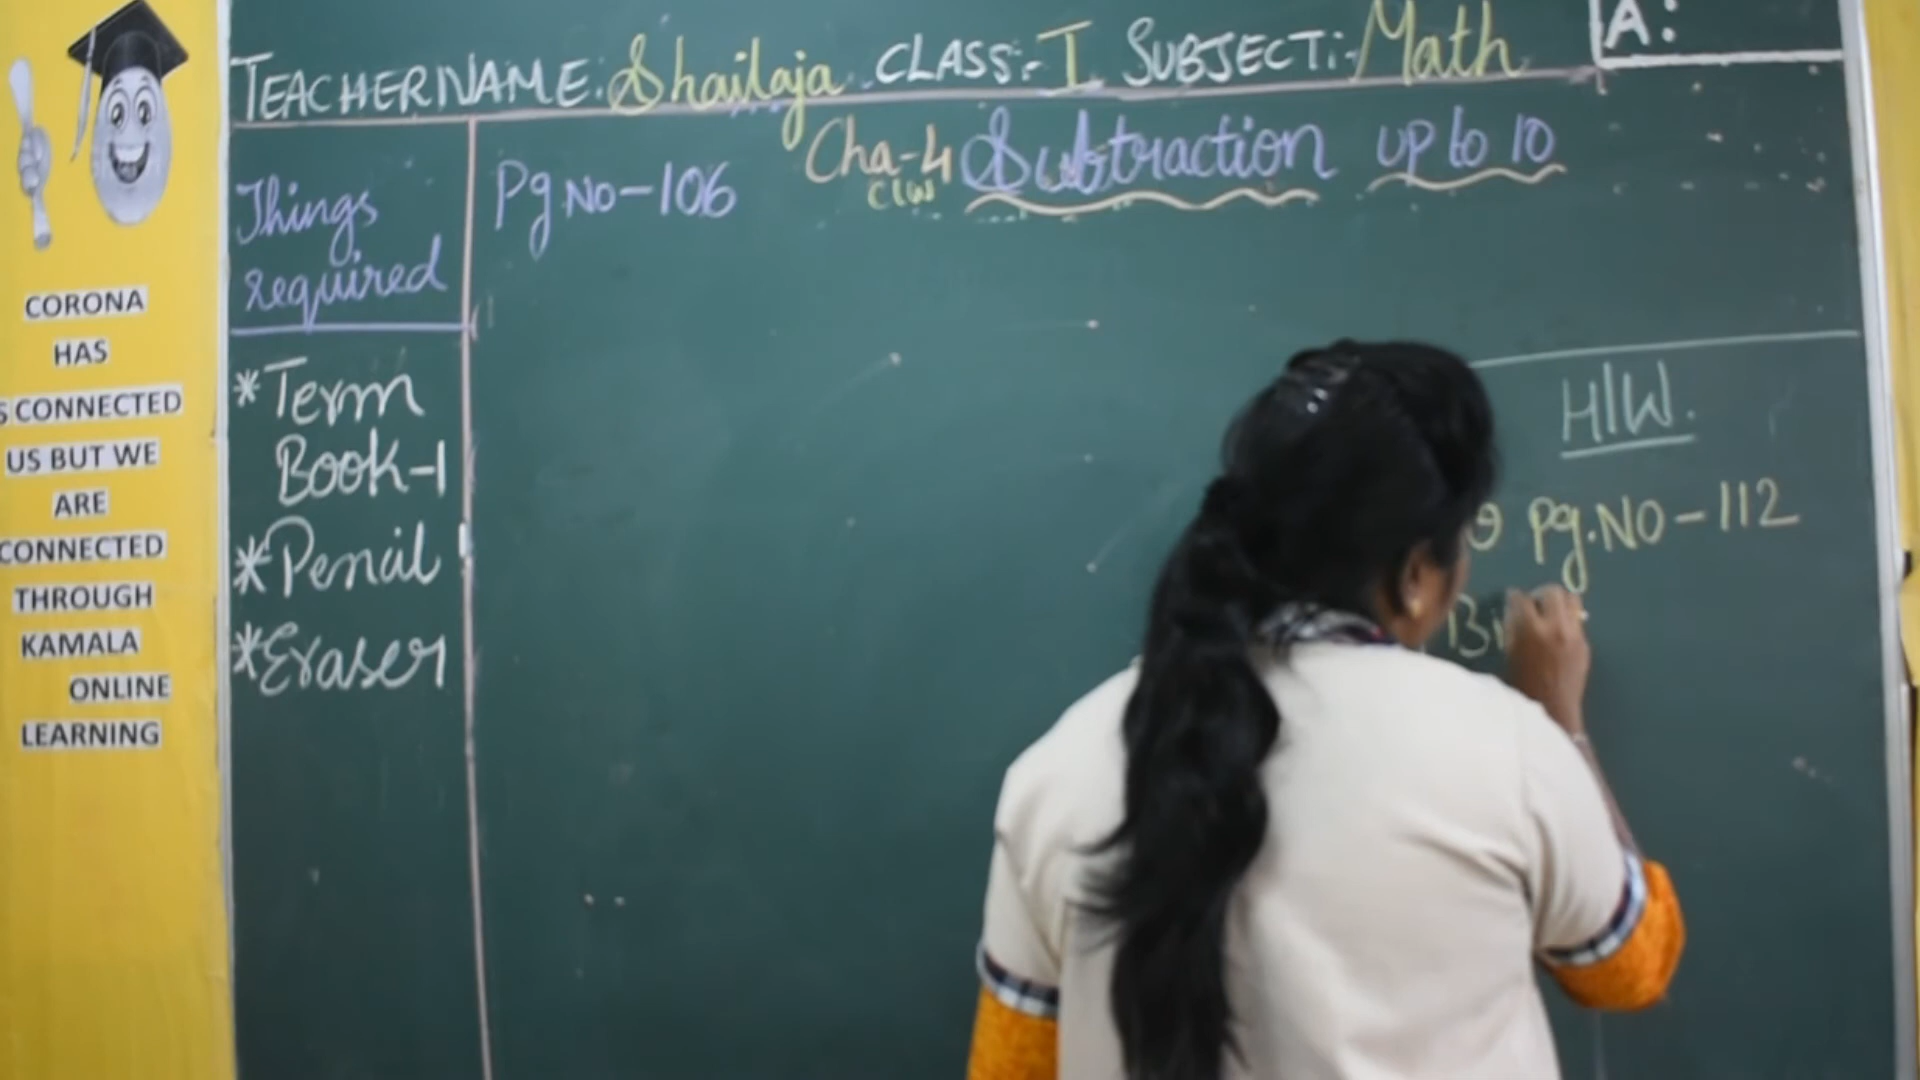 TEACHER NAME: Shailaja CLASS:- I SUBJECT:- Math
A:
Cha-4 Subtraction up to 10
C/W
Pg No-106
Things
required
*Term
Book-1
*Pencil
*Eraser
H/W.
Pg.NO-112
CORONA
HAS
S CONNECTED
US BUT WE
ARE
CONNECTED
THROUGH
KAMALA
ONLINE
LEARNING